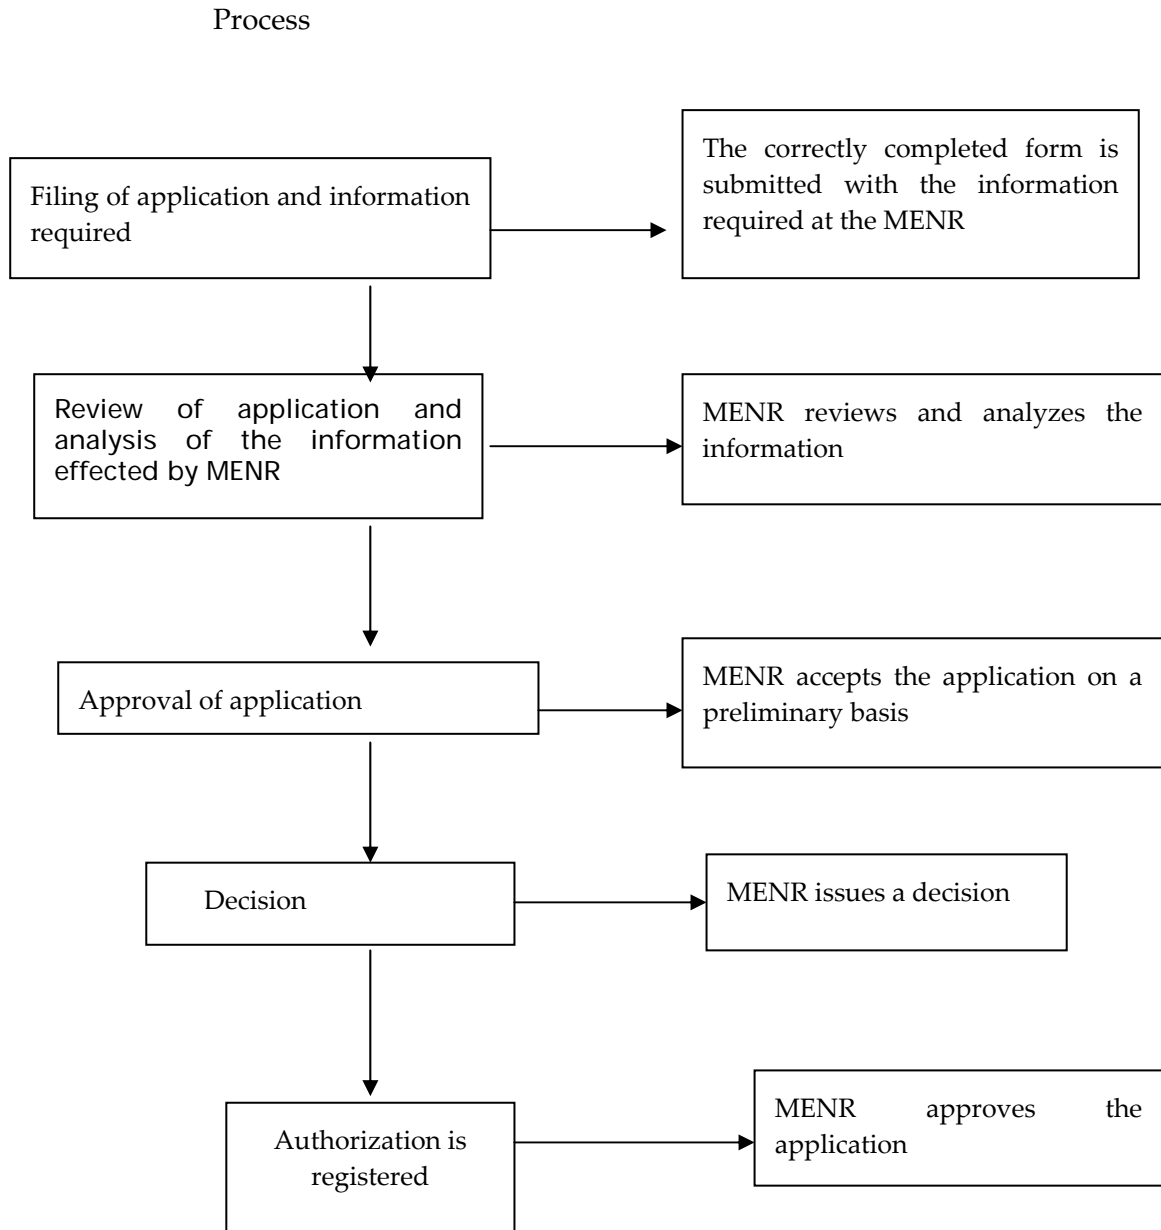 Process
Filing of application and information
required
The correctly completed form is
submitted with the information
required at the MENR
Review of application and
analysis of the information
effected by MENR
MENR reviews and analyzes the
information
Approval of application
MENR accepts the application on a
preliminary basis
Decision
MENR issues a decision
Authorization is
registered
MENR approves the
application